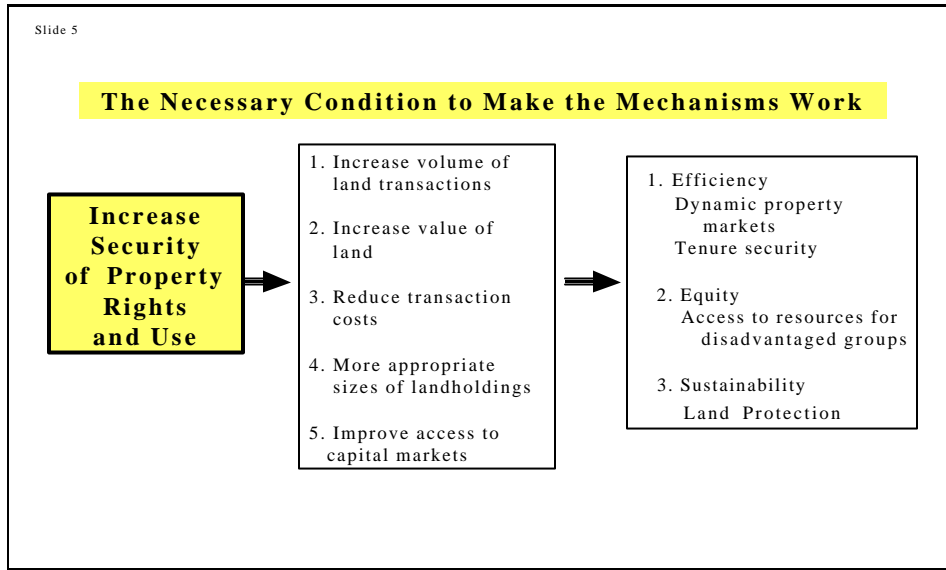 Slide 5
The Necessary Condition to Make the Mechanisms Work
Increase
Security
of Property
Rights
and Use
1. Increase volume of
land transactions
2. Increase value of
land
3. Reduce transaction
costs
4. More appropriate
sizes of landholdings
5. Improve access to
capital markets
1. Efficiency
Dynamic property
markets
Tenure security
2. Equity
Access to resources for
disadvantaged groups
3. Sustainability
Land Protection